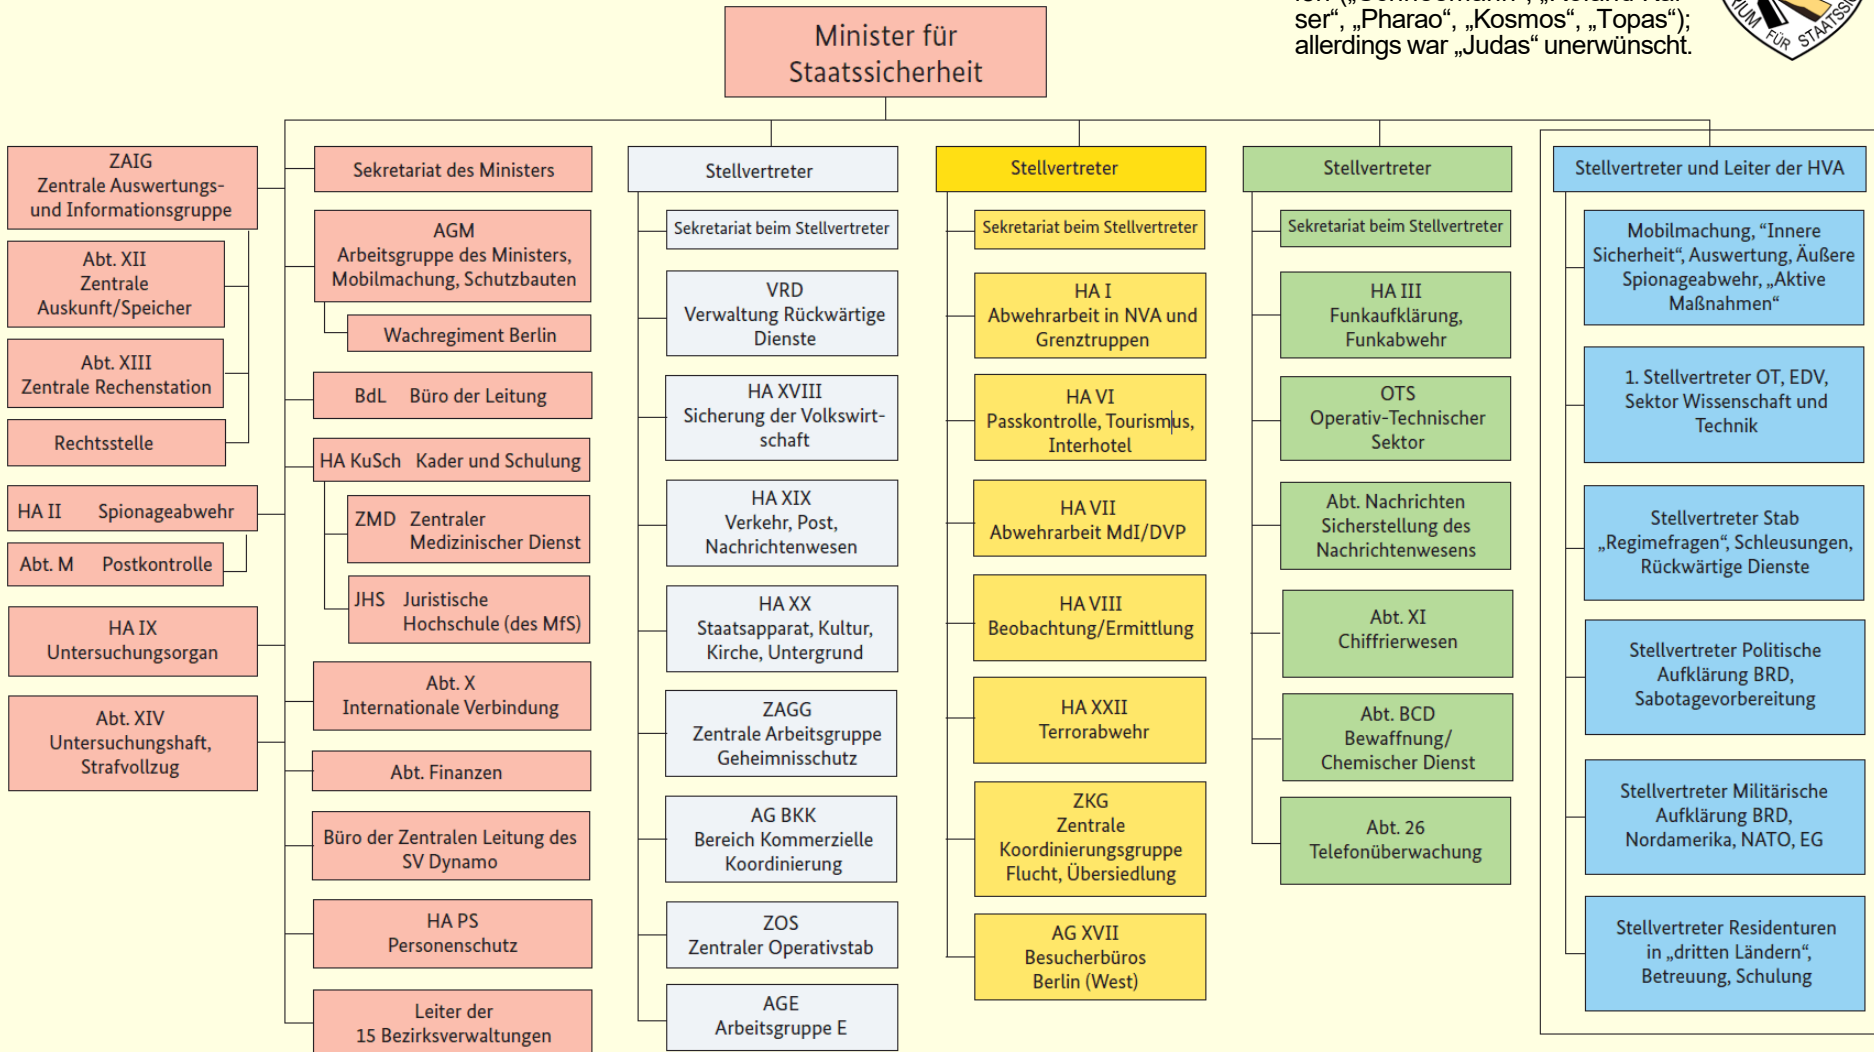 ser“, „Pharao“, „Kosmos“, „Topas“);
allerdings war „Judas“ unerwünscht.
FÜR
Minister für
Staatssicherheit
ZAIG
Zentrale Auswertungs-
und Informationsgruppe
Abt. XII
Zentrale
Auskunft/Speicher
Abt. XIII
Zentrale Rechenstation
Rechtsstelle
HA II Spionageabwehr
Abt. M Postkontrolle
HA IX
Untersuchungsorgan
Abt. XIV
Untersuchungshaft,
Strafvollzug
Sekretariat des Ministers
AGM
Arbeitsgruppe des Ministers,
Mobilmachung, Schutzbauten
Wachregiment Berlin
BdL Büro der Leitung
HA KuSch Kader und Schulung
ZMD Zentraler
Medizinischer Dienst
JHS Juristische
Hochschule (des MfS)
Abt. X
Internationale Verbindung
Abt. Finanzen
Büro der Zentralen Leitung des
SV Dynamo
HA PS
Personenschutz
Leiter der
15 Bezirksverwaltungen
Stellvertreter
Sekretariat beim Stellvertreter
VRD
Verwaltung Rückwärtige
Dienste
HA XVIII
Sicherung der Volkswirt-
schaft
HA XIX
Verkehr, Post,
Nachrichtenwesen
HA XX
Staatsapparat, Kultur,
Kirche, Untergrund
ZAGG
Zentrale Arbeitsgruppe
Geheimnisschutz
AG BKK
Bereich Kommerzielle
Koordinierung
ZOS
Zentraler Operativstab
AGE
Arbeitsgruppe E
Stellvertreter
Sekretariat beim Stellvertreter
HA I
Abwehrarbeit in NVA und
Grenztruppen
HA VI
Passkontrolle, Tourismus,
Interhotel
HA VII
Abwehrarbeit MdI/DVP
HA VIII
Beobachtung/Ermittlung
HA XXII
Terrorabwehr
ZKG
Zentrale
Koordinierungsgruppe
Flucht, Übersiedlung
AG XVII
Besucherbüros
Berlin (West)
Stellvertreter
Sekretariat beim Stellvertreter
HA III
Funkaufklärung,
Funkabwehr
OTS
Operativ-Technischer
Sektor
Abt. Nachrichten
Sicherstellung des
Nachrichtenwesens
Abt. XI
Chiffrierwesen
Abt. BCD
Bewaffnung/
Chemischer Dienst
Abt. 26
Telefonüberwachung
Stellvertreter und Leiter der HVA
Mobilmachung, “Innere
Sicherheit“, Auswertung, Äußere
Spionageabwehr, „Aktive
Maßnahmen“
1. Stellvertreter OT, EDV,
Sektor Wissenschaft und
Technik
Stellvertreter Stab
„Regimefragen“, Schleusungen,
Rückwärtige Dienste
Stellvertreter Politische
Aufklärung BRD,
Sabotagevorbereitung
Stellvertreter Militärische
Aufklärung BRD,
Nordamerika, NATO, EG
Stellvertreter Residenturen
in „dritten Ländern“,
Betreuung, Schulung